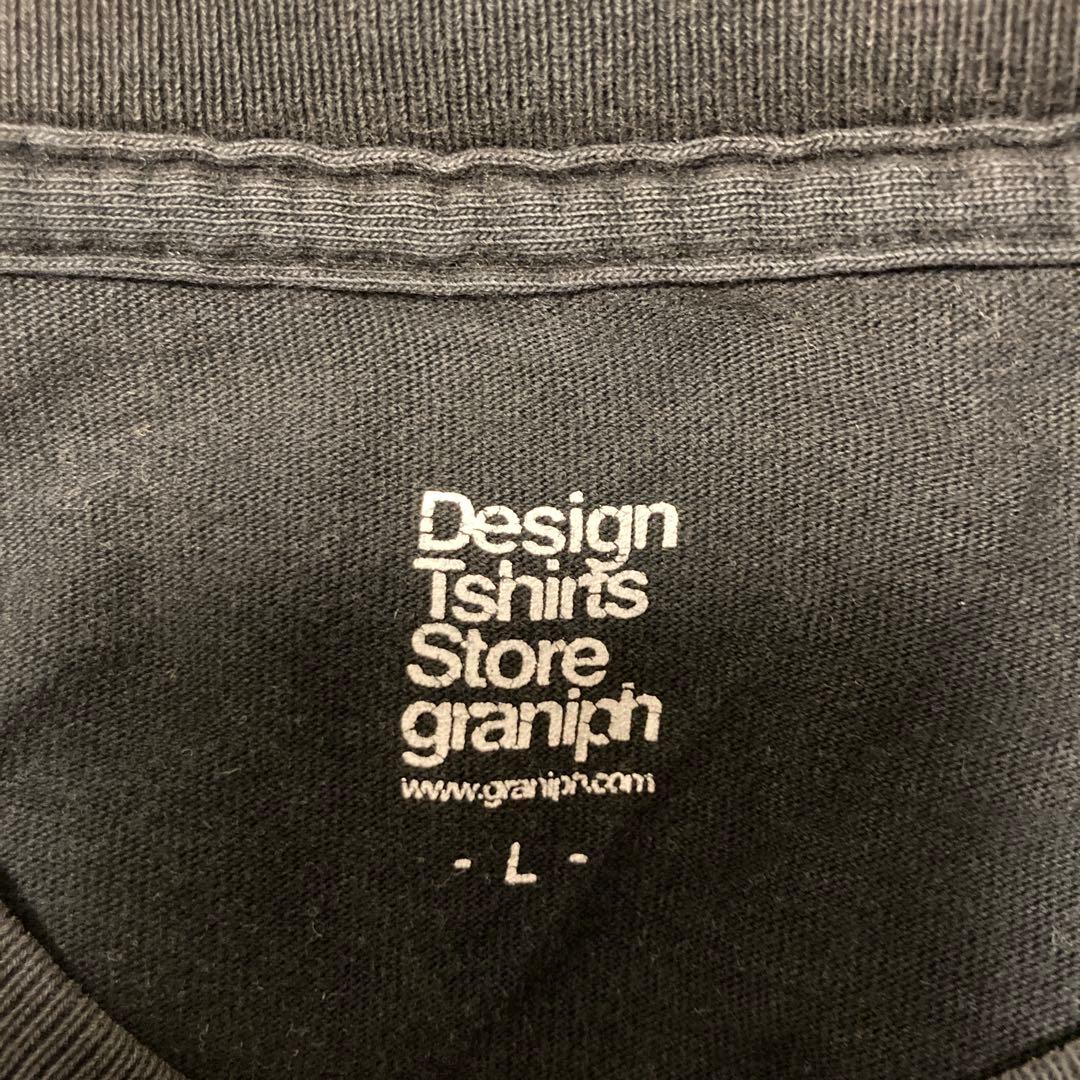 Design
Tshirts
Store
graniph
www.graniph.com
- L -